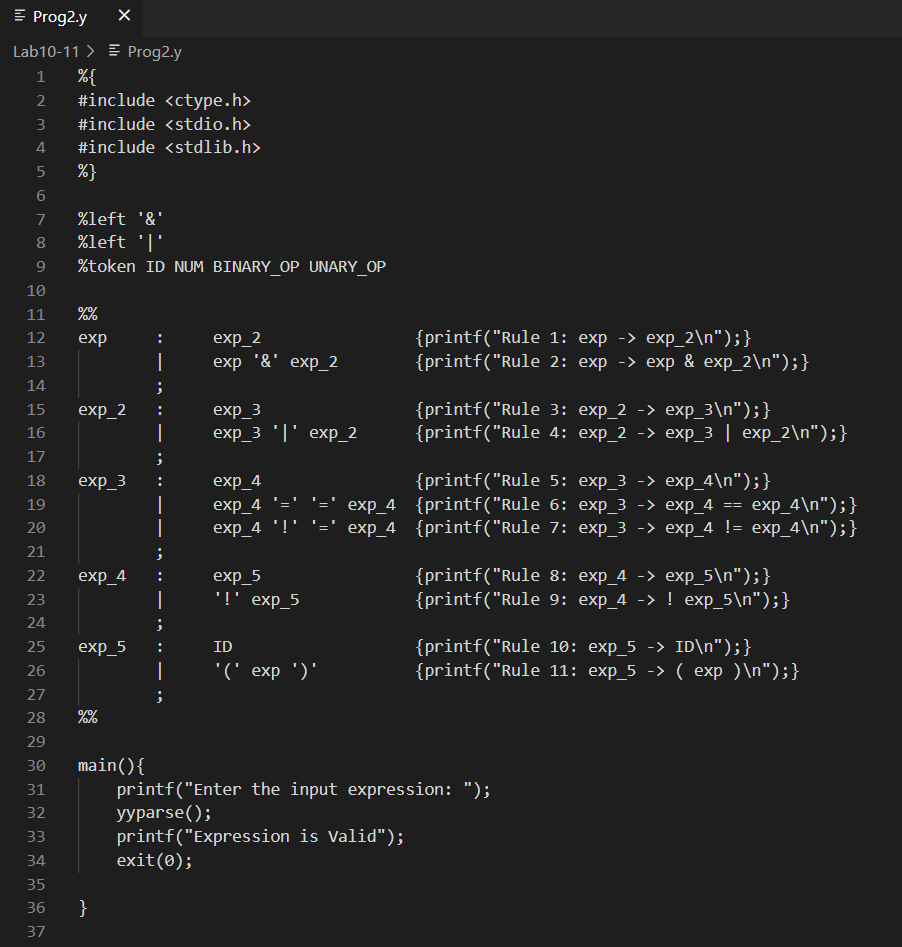 Prog2.y ✕
Lab10-11 > Prog2.y
1 %{
2 #include <ctype.h>
3 #include <stdio.h>
4 #include <stdlib.h>
5 %}
6
7 %left '&'
8 %left '|'
9 %token ID NUM BINARY_OP UNARY_OP
10
11 %%
12 exp     :     exp_2                {printf("Rule 1: exp -> exp_2\n");}
13         |     exp '&' exp_2        {printf("Rule 2: exp -> exp & exp_2\n");}
14         ;
15 exp_2   :     exp_3                {printf("Rule 3: exp_2 -> exp_3\n");}
16         |     exp_3 '|' exp_2      {printf("Rule 4: exp_2 -> exp_3 | exp_2\n");}
17         ;
18 exp_3   :     exp_4                {printf("Rule 5: exp_3 -> exp_4\n");}
19         |     exp_4 '=' '=' exp_4  {printf("Rule 6: exp_3 -> exp_4 == exp_4\n");}
20         |     exp_4 '!' '=' exp_4  {printf("Rule 7: exp_3 -> exp_4 != exp_4\n");}
21         ;
22 exp_4   :     exp_5                {printf("Rule 8: exp_4 -> exp_5\n");}
23         |     '!' exp_5            {printf("Rule 9: exp_4 -> ! exp_5\n");}
24         ;
25 exp_5   :     ID                   {printf("Rule 10: exp_5 -> ID\n");}
26         |     '(' exp ')'          {printf("Rule 11: exp_5 -> ( exp )\n");}
27         ;
28 %%
29
30 main(){
31     printf("Enter the input expression: ");
32     yyparse();
33     printf("Expression is Valid");
34     exit(0);
35
36 }
37